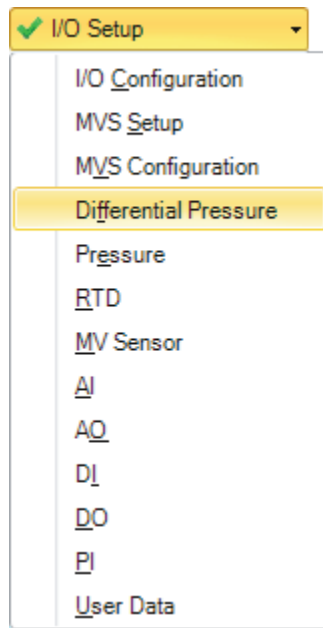 I/O Setup
I/O Configuration
MVS Setup
MVS Configuration
Differential Pressure
Pressure
RTD
MV Sensor
AI
AO
DI
DO
PI
User Data